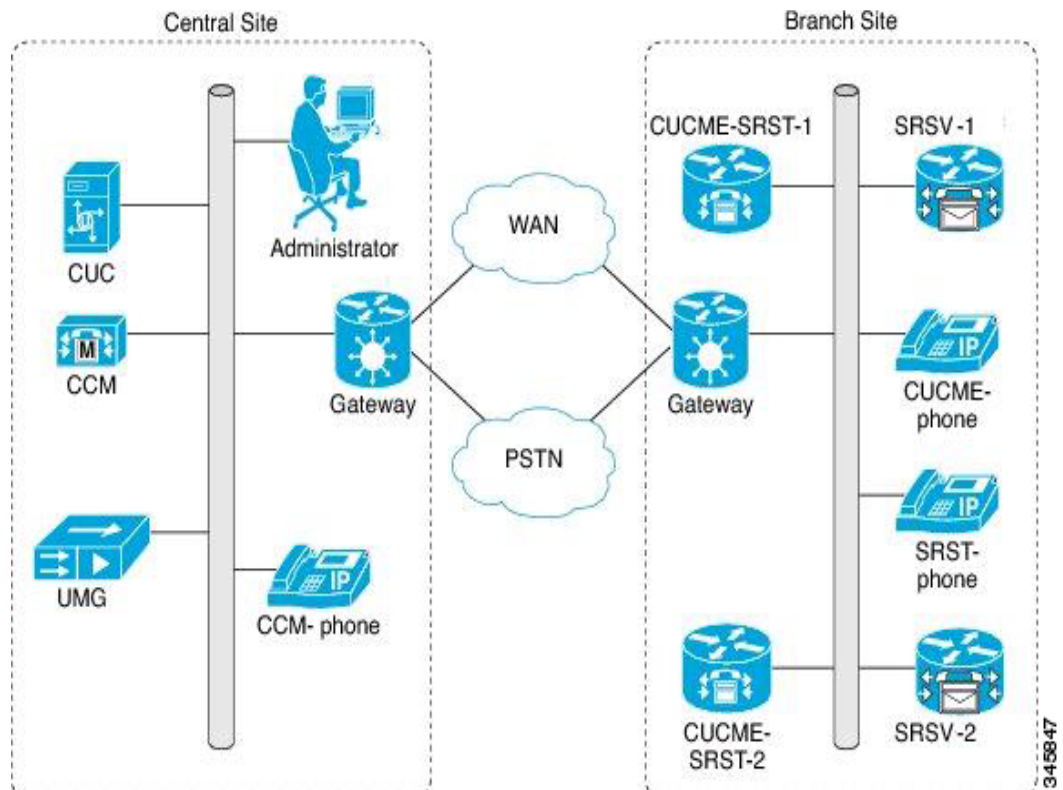 Central Site
Branch Site
CUCME-SRST-1
SRSV-1
WAN
Administrator
CUC
M
CCM
Gateway
Gateway
IP
CUCME-
phone
PSTN
IP
SRST-
phone
UMG
IP
CCM- phone
CUCME-
SRST-2
SRSV-2
345847